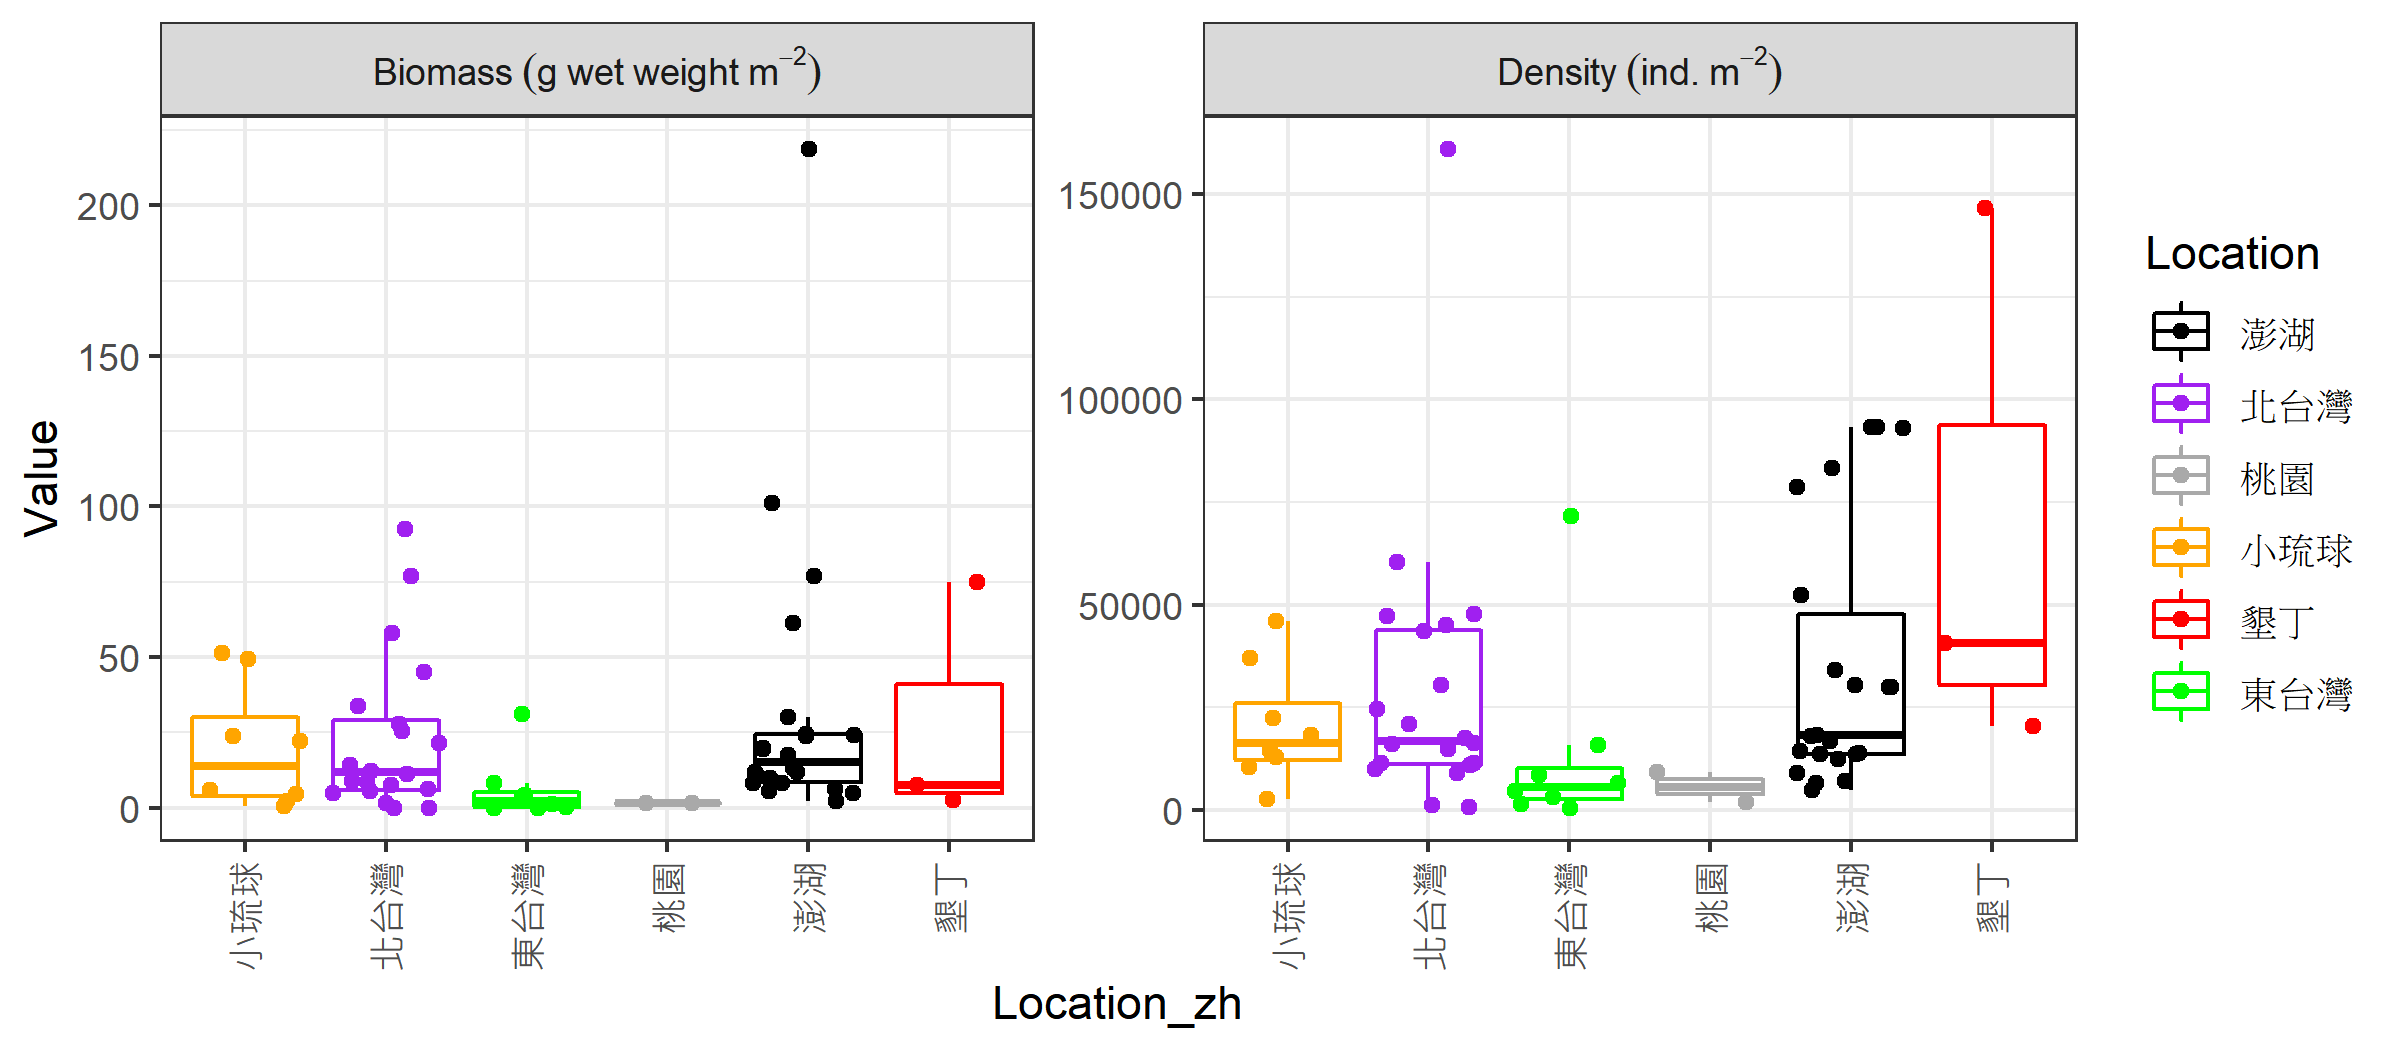 Biomass (g wet weight m⁻²)
Density (ind. m⁻²)
Value
200
150
100
50
0
150000
100000
50000
0
小琉球
北台灣
東台灣
桃園
澎湖
墾丁
小琉球
北台灣
東台灣
桃園
澎湖
墾丁
Location_zh
Location
澎湖
北台灣
桃園
小琉球
墾丁
東台灣